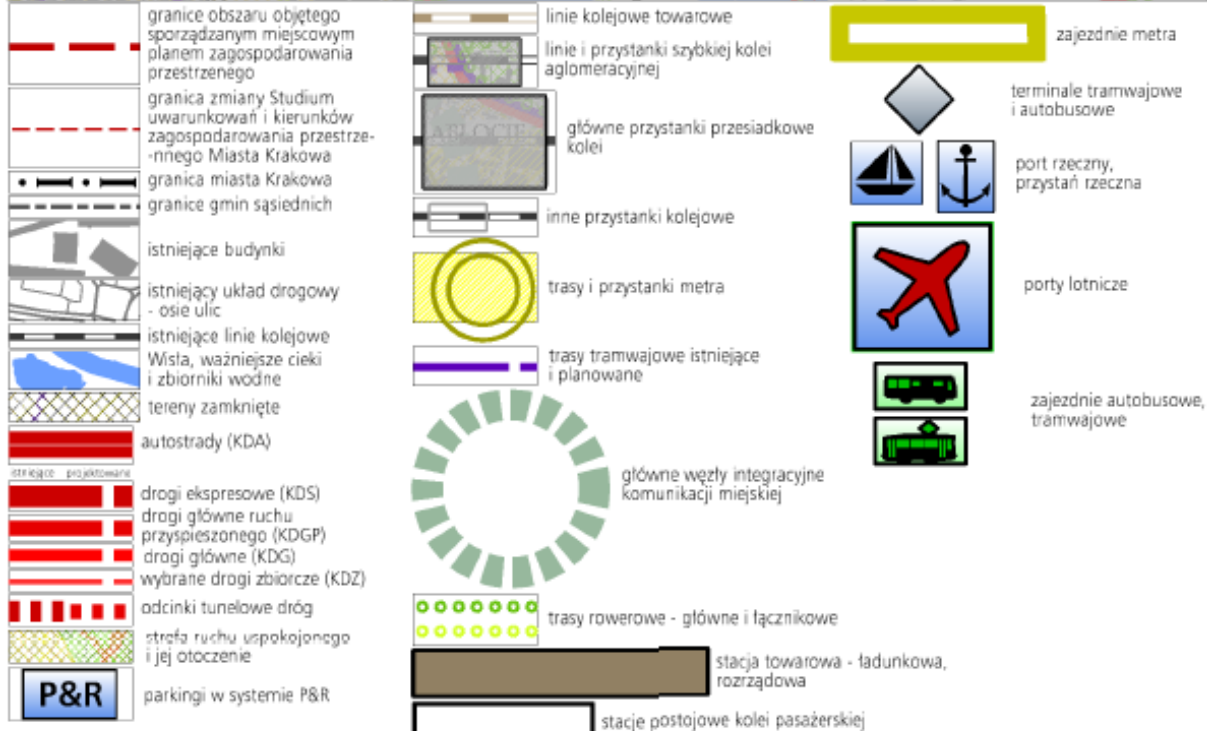 granice obszaru objętego
sporządzanym miejscowym
planem zagospodarowania
przestrzenego
granica zmiany Studium
uwarunkowań i kierunków
zagospodarowania przestrze-
-nnego Miasta Krakowa
granica miasta Krakowa
granice gmin sąsiednich
istniejące budynki
istniejący układ drogowy
- osie ulic
istniejące linie kolejowe
Wisła, ważniejsze cieki
i zbiorniki wodne
tereny zamknięte
autostrady (KDA)
istniejące projektowane
drogi ekspresowe (KDS)
drogi główne ruchu
przyspieszonego (KDGP)
drogi główne (KDG)
wybrane drogi zbiorcze (KDZ)
odcinki tunelowe dróg
strefa ruchu uspokojonego
i jej otoczenie
P&R
parkingi w systemie P&R
linie kolejowe towarowe
linie i przystanki szybkiej kolei
aglomeracyjnej
główne przystanki przesiadkowe
kolei
inne przystanki kolejowe
trasy i przystanki metra
trasy tramwajowe istniejące
i planowane
główne węzły integracyjne
komunikacji miejskiej
trasy rowerowe - główne i łącznikowe
stacja towarowa - ładunkowa,
rozrządowa
stacje postojowe kolei pasażerskiej
zajezdnie metra
terminale tramwajowe
i autobusowe
port rzeczny,
przystań rzeczna
porty lotnicze
zajezdnie autobusowe,
tramwajowe